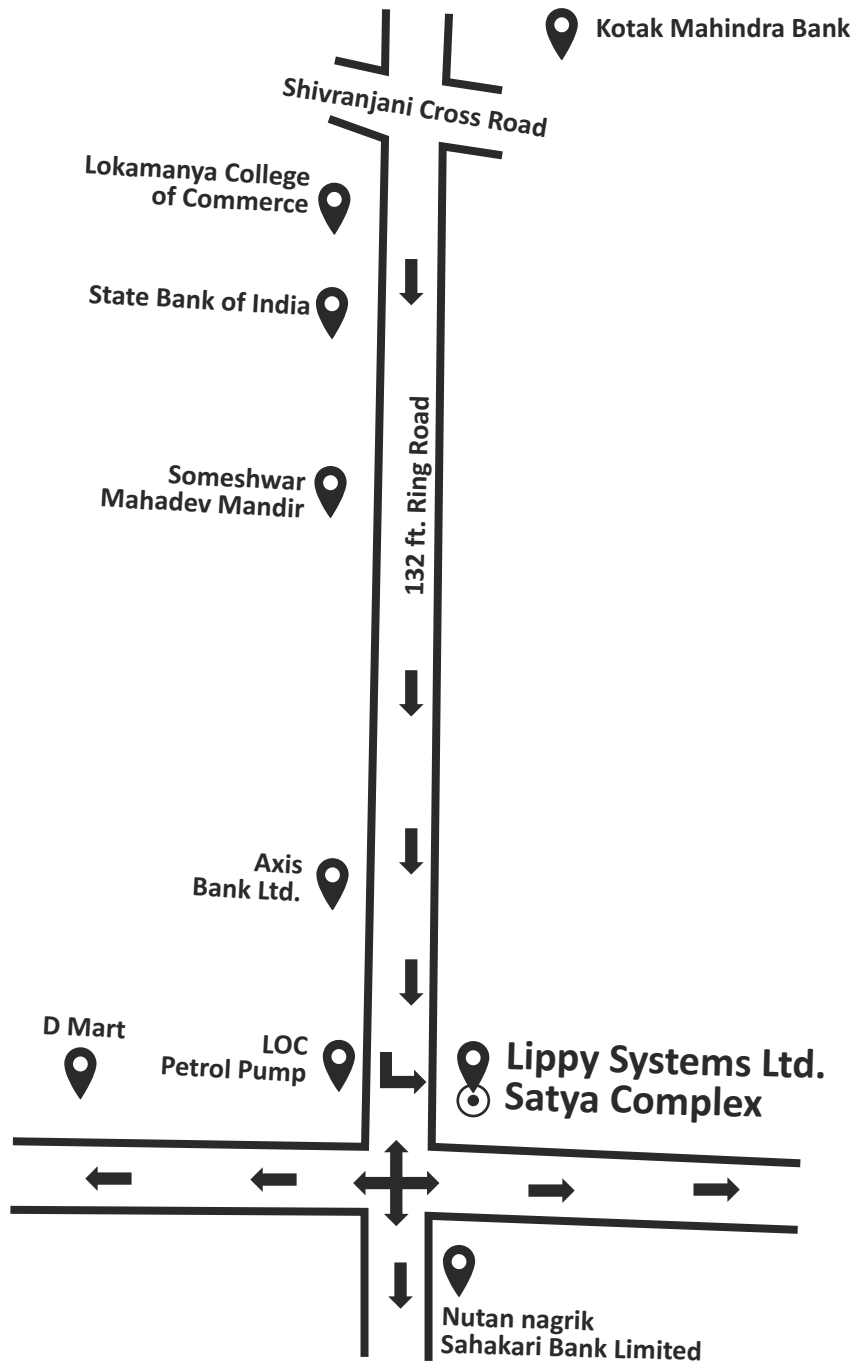 Kotak Mahindra Bank
Shivranjani Cross Road
Lokamanya College
of Commerce
State Bank of India
132 ft. Ring Road
Someshwar
Mahadev Mandir
Axis
Bank Ltd.
D Mart
LOC
Petrol Pump
Lippy Systems Ltd.
Satya Complex
Nutan nagrik
Sahakari Bank Limited